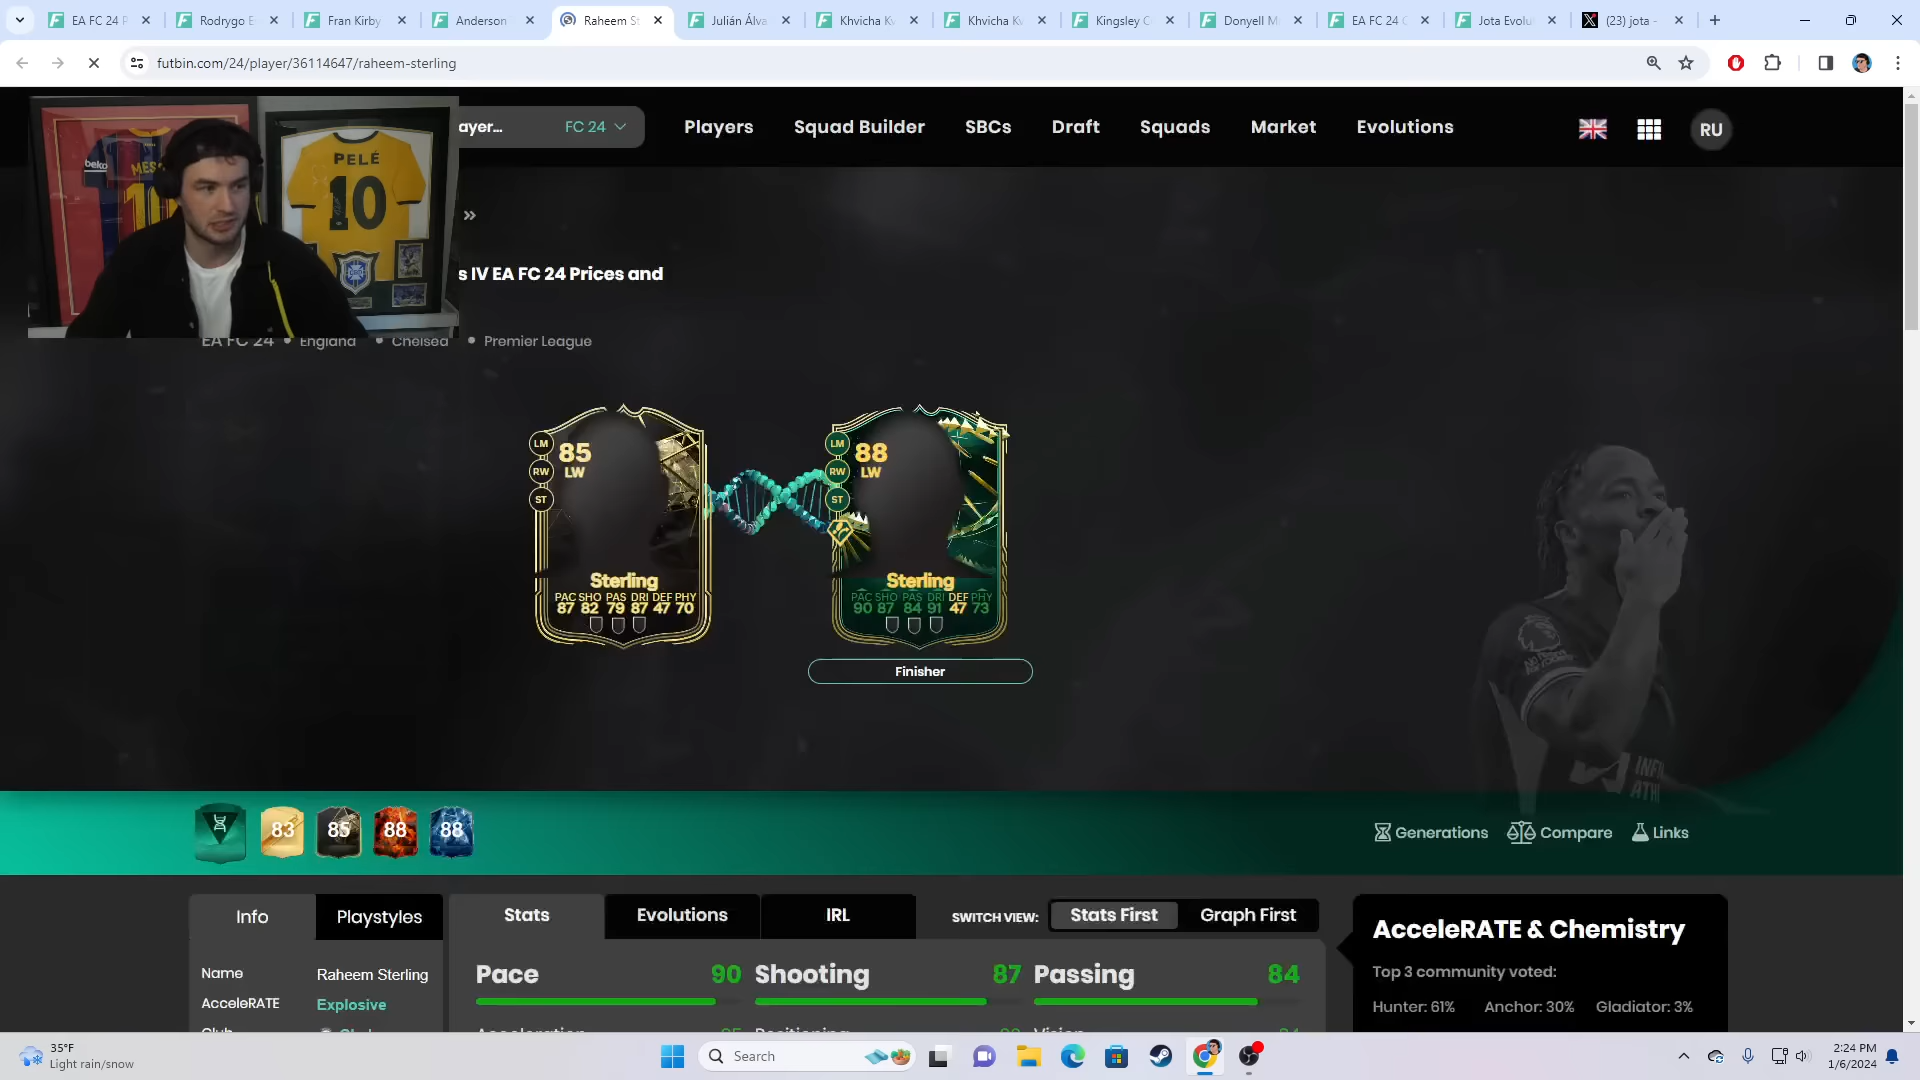 EA FC 24 P
Rodrygo E
Fran Kirby
Anderson
Raheem St
Julián Álva
Khvicha Kv
Khvicha Kv
Kingsley C
Donyell M
EA FC 24 C
Jota Evolu
(23) jota -
futbin.com/24/player/36114647/raheem-sterling
ayer...
FC 24
Players
Squad Builder
SBCs
Draft
Squads
Market
Evolutions
RU
beko
MES
PELÉ
10
»
s IV EA FC 24 Prices and
EA FC 24 • England • Chelsea • Premier League
LM
RW
ST
85
LW
Sterling
PAC SHO PAS DRI DEF PHY
87 82 79 87 47 70
LM
RW
ST
88
LW
Sterling
PAC SHO PAS DRI DEF PHY
90 87 84 91 47 73
Finisher
83
85
88
88
Generations
Compare
Links
Info
Playstyles
Stats
Evolutions
IRL
SWITCH VIEW:
Stats First
Graph First
AcceleRATE & Chemistry
Name
Raheem Sterling
Pace 90
Shooting 87
Passing 84
Top 3 community voted:
AcceleRATE
Explosive
Hunter: 61%
Anchor: 30%
Gladiator: 3%
35°F
Light rain/snow
Search
2:24 PM
1/6/2024